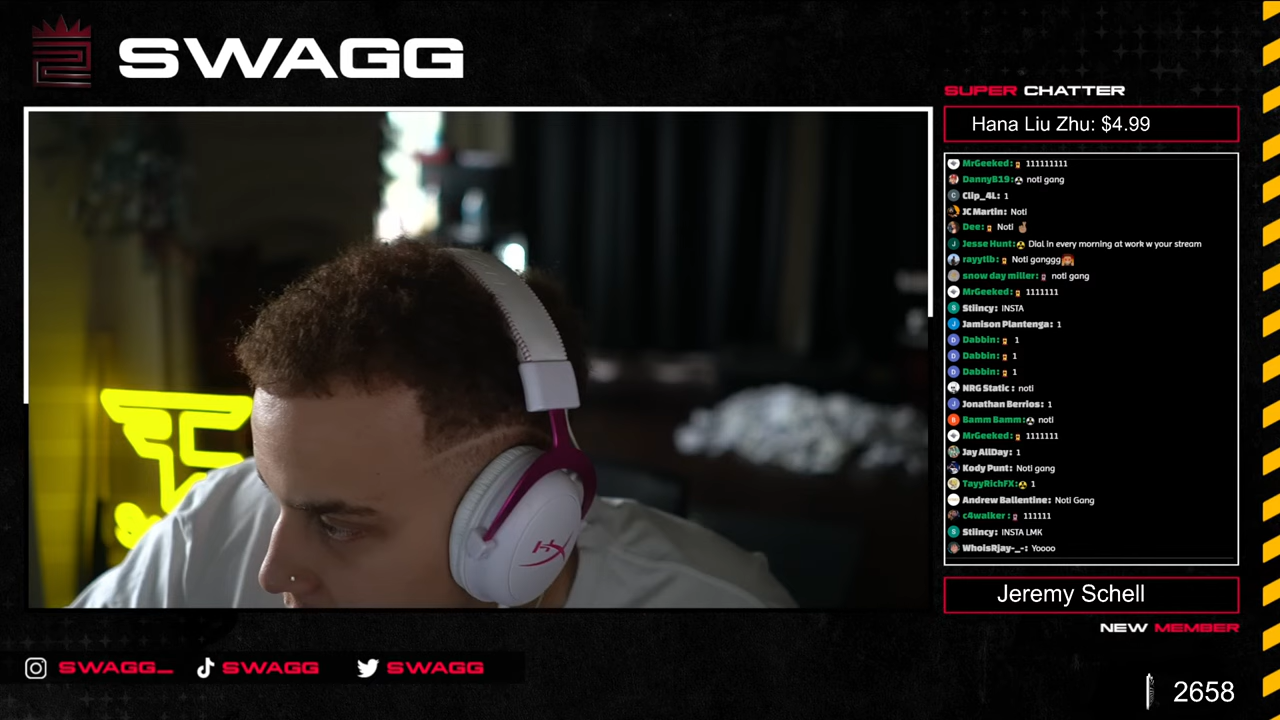 SWAGG
SUPER CHATTER
Hana Liu Zhu: $4.99
MrGeeked: 111111111
DannyB19: noti gang
Clip_4L: 1
JC Martin: Noti
Dee: Noti
Jesse Hunt: Dial in every morning at work w your stream
rayytlb: Noti ganggg
snow day miller: noti gang
MrGeeked: 1111111
Stiincy: INSTA
Jamison Plantenga: 1
Dabbin: 1
Dabbin: 1
Dabbin: 1
NRG Static: noti
Jonathan Berrios: 1
Bamm Bamm: noti
MrGeeked: 1111111
Jay AllDay: 1
Kody Punt: Noti gang
TayyRichFX: 1
Andrew Ballentine: Noti Gang
c4walker: 111111
Stiincy: INSTA LMK
WhoisRjay-_-: Yoooo
Jeremy Schell
NEW MEMBER
HX
SWAGG_ SWAGG SWAGG
2658